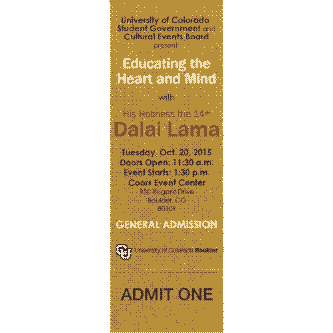 University of Colorado
Student Government and
Cultural Events Board
present
Educating the
Heart and Mind
with
His Holiness the 14th
Dalai Lama
Tuesday, Oct. 20, 2015
Doors Open: 11:30 a.m.
Event Starts: 1:30 p.m.
Coors Event Center
950 Regent Drive
Boulder, CO
80309
GENERAL ADMISSION
CU University of Colorado Boulder
ADMIT ONE